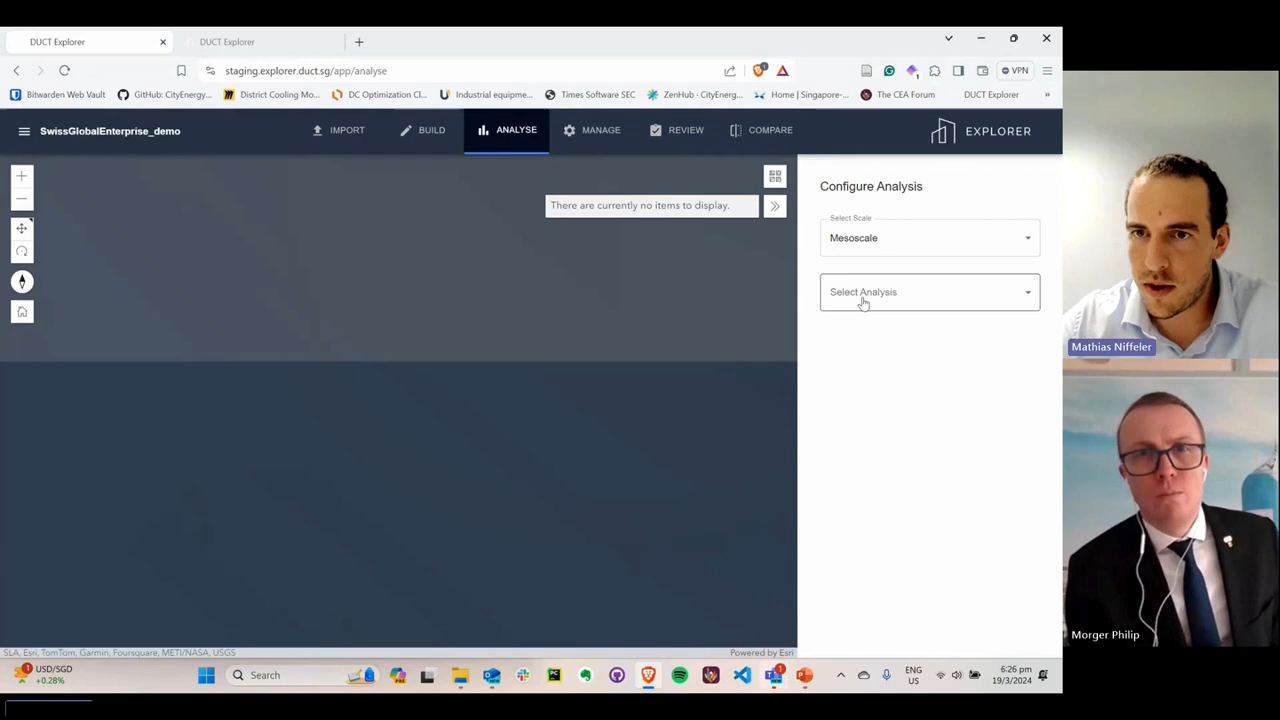 DUCT Explorer
DUCT Explorer
staging.explorer.duct.sg/app/analyse
VPN
Bitwarden Web Vault
GitHub: CityEnergy...
District Cooling Mo...
DC Optimization Cl...
Industrial equipme...
Times Software SEC
ZenHub · CityEnerg...
Home | Singapore-...
The CEA Forum
DUCT Explorer
SwissGlobalEnterprise_demo
IMPORT
BUILD
ANALYSE
MANAGE
REVIEW
COMPARE
EXPLORER
There are currently no items to display.
Configure Analysis
Select Scale
Mesoscale
Select Analysis
Mathias Niffeler
Morger Philip
SLA, Esri, TomTom, Garmin, Foursquare, METI/NASA, USGS
Powered by Esri
USD/SGD
+0.28%
Search
ENG
US
6:26 pm
19/3/2024